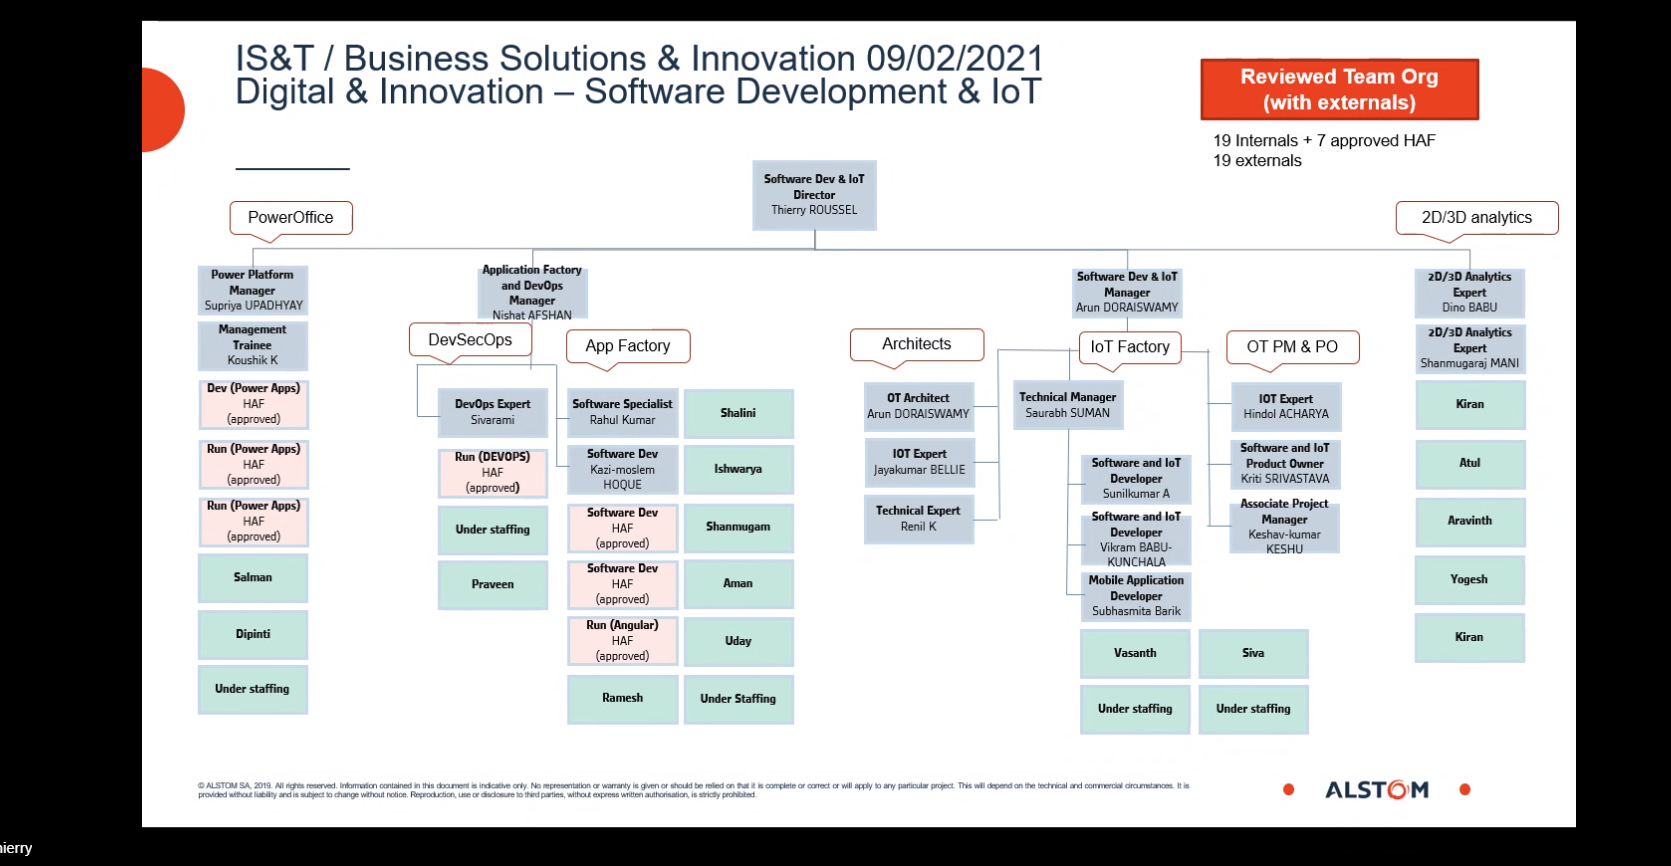 IS&T / Business Solutions & Innovation 09/02/2021
Digital & Innovation – Software Development & IoT
Reviewed Team Org
(with externals)
19 Internals + 7 approved HAF
19 externals
Software Dev & IoT
Director
Thierry ROUSSEL
PowerOffice
2D/3D analytics
Power Platform
Manager
Supriya UPADHYAY
Management
Trainee
Koushik K
Dev (Power Apps)
HAF
(approved)
Run (Power Apps)
HAF
(approved)
Run (Power Apps)
HAF
(approved)
Salman
Dipinti
Under staffing
Application Factory
and DevOps
Manager
Nishat AFSHAN
DevSecOps
App Factory
DevOps Expert
Sivarami
Run (DEVOPS)
HAF
(approved)
Under staffing
Praveen
Software Specialist
Rahul Kumar
Software Dev
Kazi-moslem
HOQUE
Software Dev
HAF
(approved)
Software Dev
HAF
(approved)
Run (Angular)
HAF
(approved)
Ramesh
Shalini
Ishwarya
Shanmugam
Aman
Uday
Under Staffing
Software Dev & IoT
Manager
Arun DORAISWAMY
Architects
IoT Factory
OT PM & PO
OT Architect
Arun DORAISWAMY
IOT Expert
Jayakumar BELLIE
Technical Expert
Renil K
Technical Manager
Saurabh SUMAN
Software and IoT
Developer
Sunilkumar A
Software and IoT
Developer
Vikram BABU-
KUNCHALA
Mobile Application
Developer
Subhasmita Barik
Vasanth
Siva
Under staffing
Under staffing
IOT Expert
Hindol ACHARYA
Software and IoT
Product Owner
Kriti SRIVASTAVA
Associate Project
Manager
Keshav-kumar
KESHU
2D/3D Analytics
Expert
Dino BABU
2D/3D Analytics
Expert
Shanmugaraj MANI
Kiran
Atul
Aravinth
Yogesh
Kiran
© ALSTOM SA, 2019. All rights reserved. Information contained in this document is indicative only. No representation or warranty is given or should be relied on that it is complete or correct or will apply to any particular project. This will depend on the technical and commercial circumstances. It is
provided without liability and is subject to change without notice. Reproduction, use or disclosure to third parties, without express written authorisation, is strictly prohibited.
ALSTOM
ierry